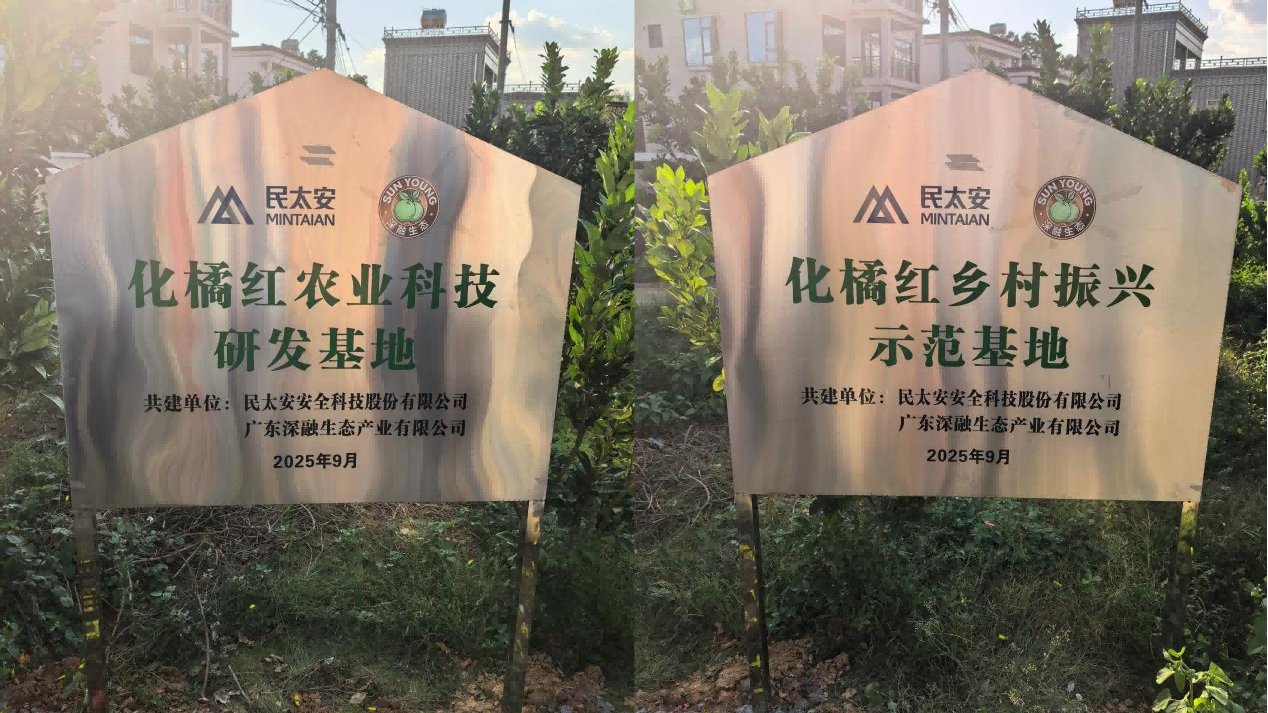 民太安
MINTAIAN
SUN YOUNG
深融生态
化橘红农业科技
研发基地
共建单位：民太安安全科技股份有限公司
广东深融生态产业有限公司
2025年9月
民太安
MINTAIAN
SUN YOUNG
深融生态
化橘红乡村振兴
示范基地
共建单位：民太安安全科技股份有限公司
广东深融生态产业有限公司
2025年9月